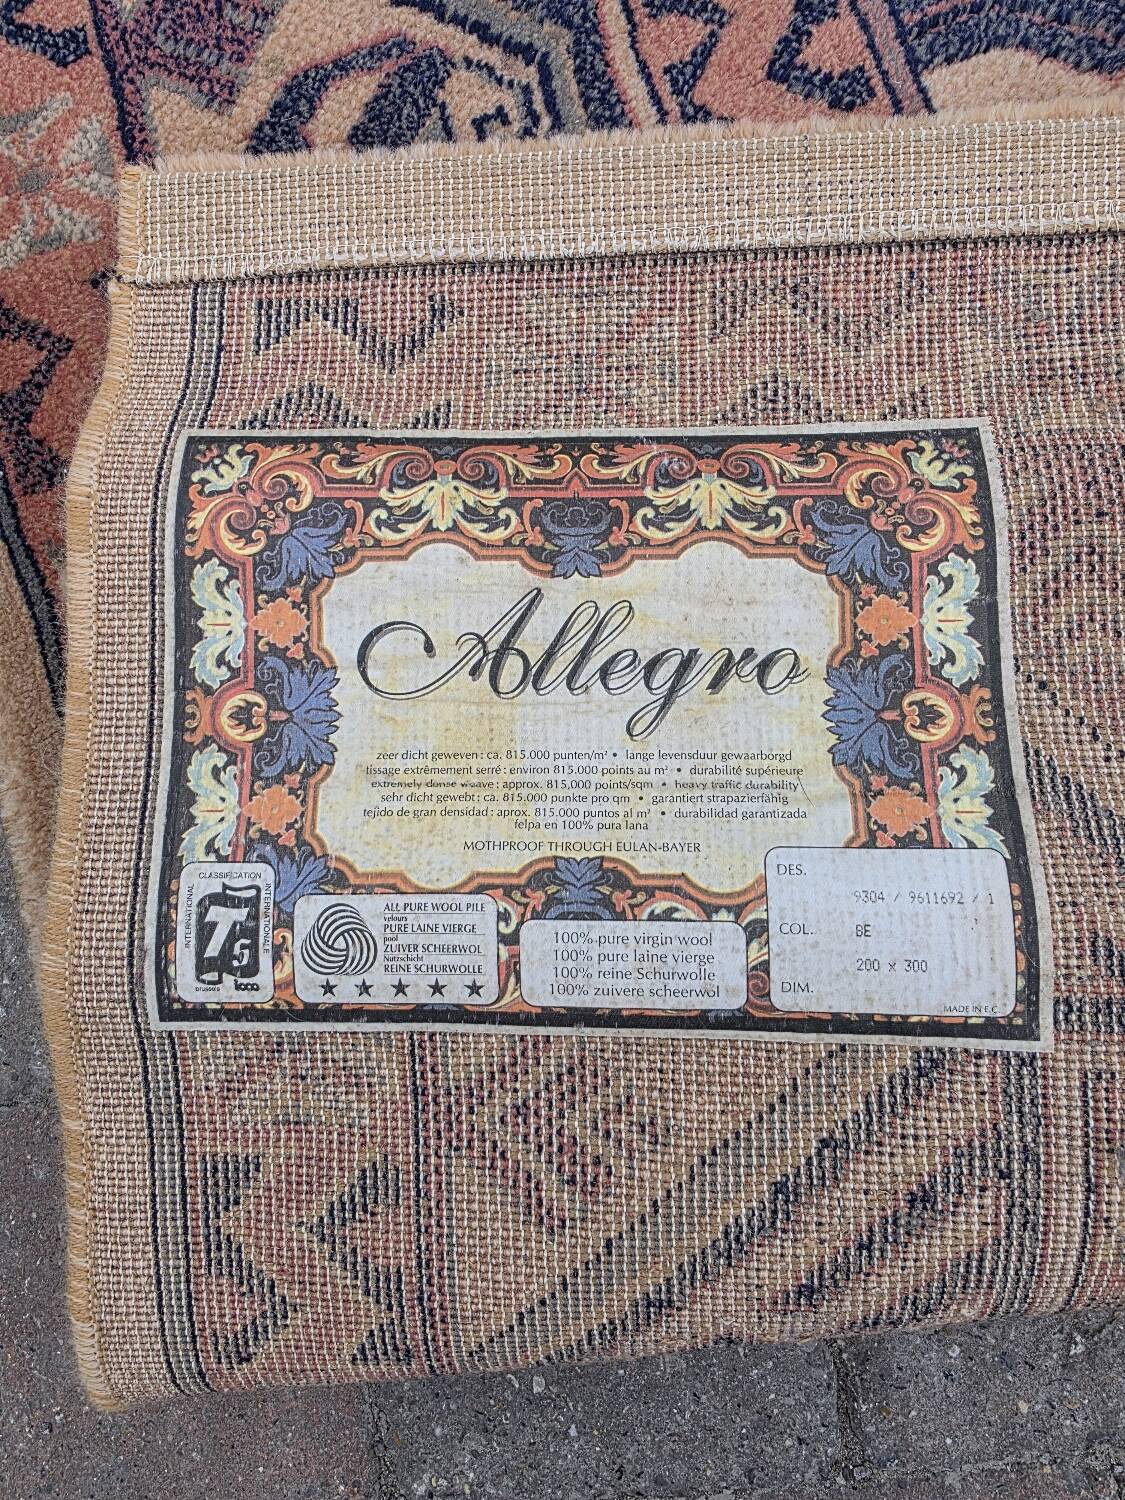 Allegro
zeer dicht geweven : ca. 815.000 punten/m² • lange levensduur gewaarborgd
tissage extrêmement serré : environ 815.000 points au m² • durabilité supérieure
extremely dense weave : approx. 815,000 points/sqm • heavy traffic durability
sehr dicht gewebt ; ca. 815.000 punkte pro qm • garantiert strapazierfähig
tejido de gran densidad : aprox. 815.000 puntos al m² • durabilidad garantizada
felpa en 100% pura lana
MOTHPROOF THROUGH EULAN-BAYER
CLASSIFICATION
INTERNATIONAL
INTERNATIONALE
T
5
brussels
icco
ALL PURE WOOL PILE
velours
PURE LAINE VIERGE
pool
ZUIVER SCHEERWOL
Nutzschicht
REINE SCHURWOLLE
100% pure virgin wool
100% pure laine vierge
100% reine Schurwolle
100% zuivere scheerwol
DES.
9304 / 9611692 / 1
COL. BE
200 x 300
DIM.
MADE IN E.C.